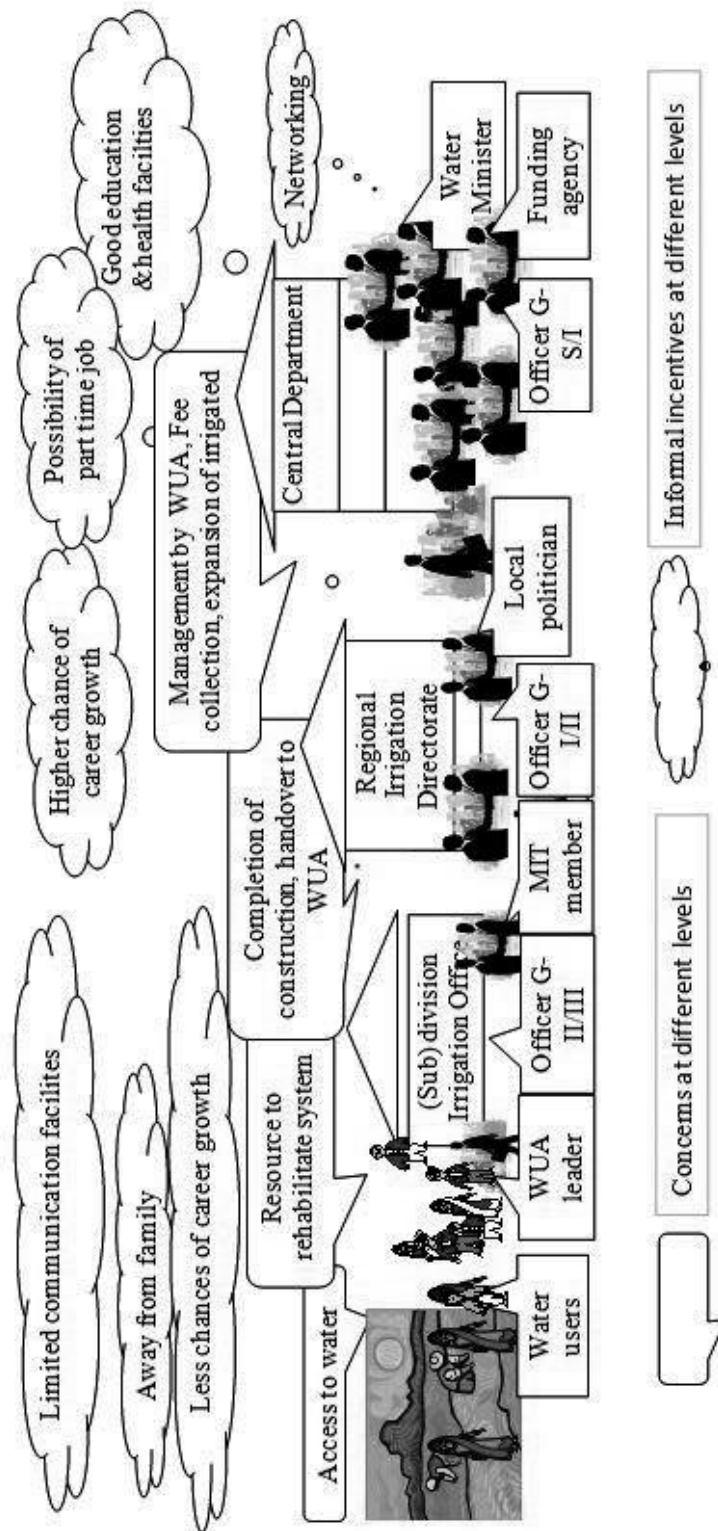 Limited communication facilites
Away from family
Less chances of career growth
Higher chance of
career growth
Possibility of
part time job
Good education
&health facilties
Networking
Access to water
Resource to
rehabilitate system
Completion of
construction, handover to
WUA
Management by WUA, Fee
collection, expansion of irrigated
(Sub) division
Irrigation Office
Regional
Irrigation
Directorate
Central Department
Water
users
WUA
leader
Officer G-
II/III
MIT
member
Officer G-
I/II
Local
politician
Officer G-
S/I
Water
Minister
Funding
agency
Concerns at different levels
Informal incentives at different levels